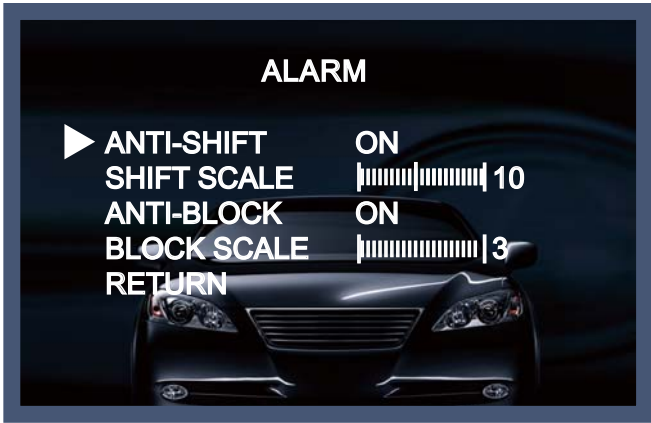 ALARM
ANTI-SHIFT ON
SHIFT SCALE 10
ANTI-BLOCK ON
BLOCK SCALE 3
RETURN